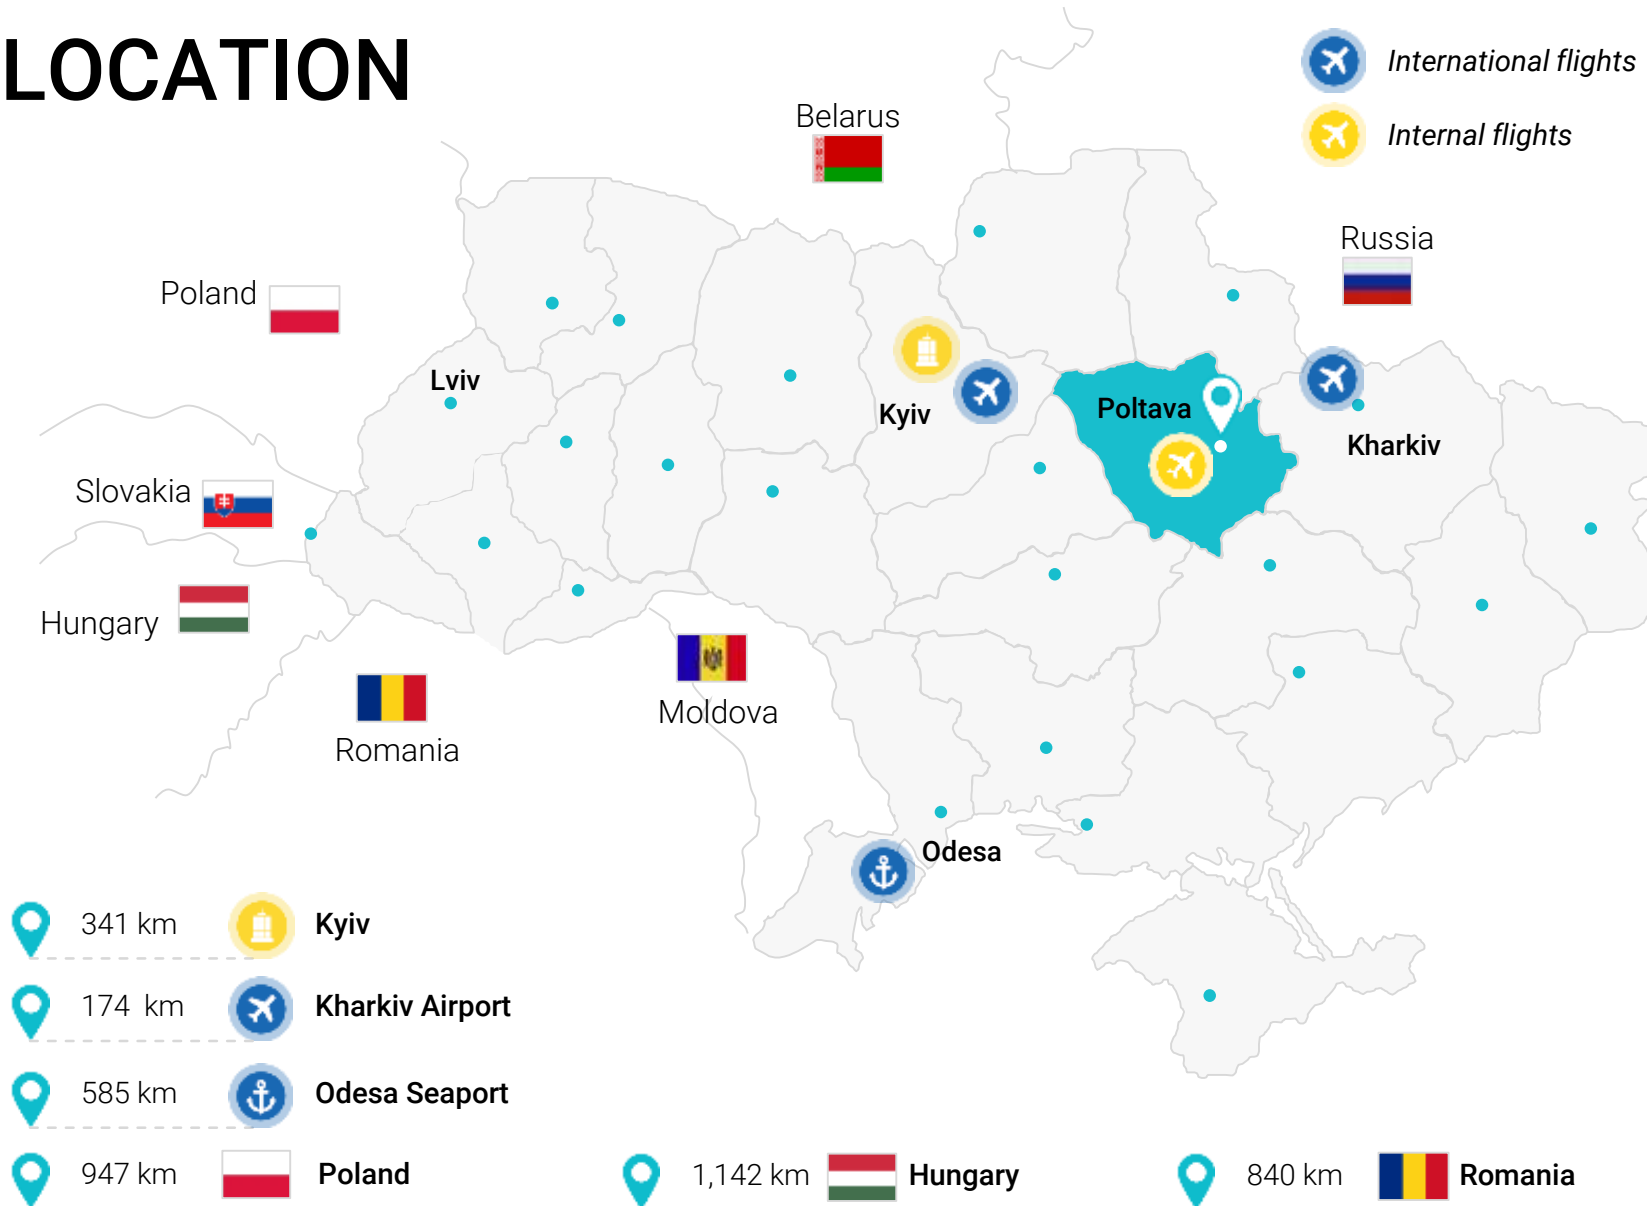 LOCATION
International flights
Internal flights
Belarus
Russia
Poland
Lviv
Kyiv
Poltava
Kharkiv
Slovakia
Hungary
Moldova
Romania
Odesa
341 km Kyiv
174 km Kharkiv Airport
585 km Odesa Seaport
947 km Poland
1,142 km Hungary
840 km Romania